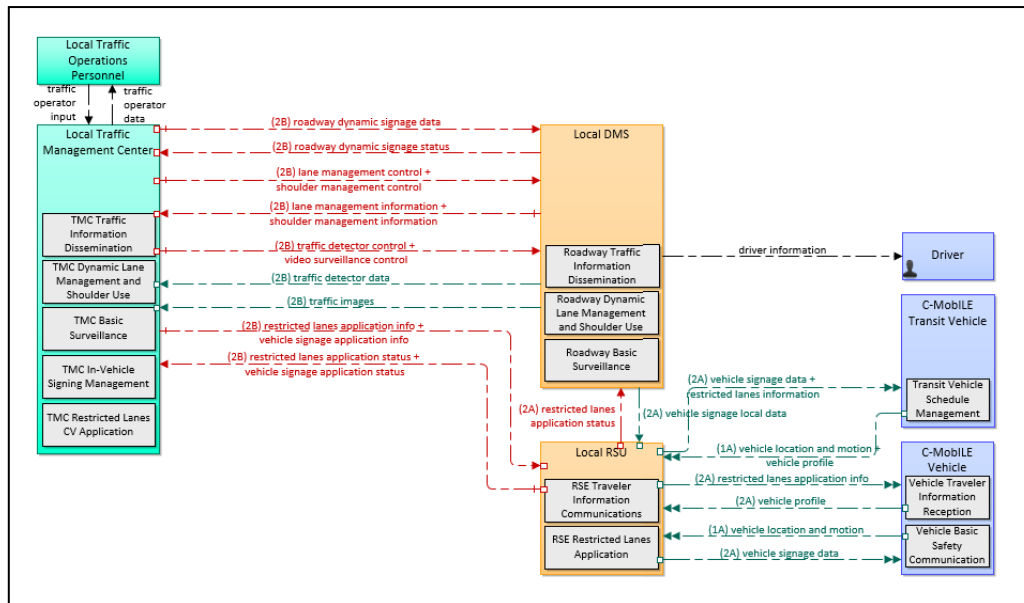 Local Traffic
Operations
Personnel
traffic
operator
input
traffic
operator
data
Local Traffic
Management Center
TMC Traffic
Information
Dissemination
TMC Dynamic Lane
Management and
Shoulder Use
TMC Basic
Surveillance
TMC In-Vehicle
Signing Management
TMC Restricted Lanes
CV Application
(2B) roadway dynamic signage data
(2B) roadway dynamic signage status
(2B) lane management control +
shoulder management control
(2B) lane management information +
shoulder management information
(2B) traffic detector control +
video surveillance control
(2B) traffic detector data
(2B) traffic images
(2B) restricted lanes application info +
vehicle signage application info
(2B) restricted lanes application status +
vehicle signage application status
Local DMS
Roadway Traffic
Information
Dissemination
Roadway Dynamic
Lane Management
and Shoulder Use
Roadway Basic
Surveillance
(2A) restricted lanes
application status
(2A) vehicle signage local data
Local RSU
RSE Traveler
Information
Communications
RSE Restricted Lanes
Application
driver information
(2A) vehicle signage data +
restricted lanes information
(1A) vehicle location and motion +
vehicle profile
(2A) restricted lanes application info
(2A) vehicle profile
(1A) vehicle location and motion
(2A) vehicle signage data
Driver
C-MobILE
Transit Vehicle
Transit Vehicle
Schedule
Management
C-MobILE
Vehicle
Vehicle Traveler
Information
Reception
Vehicle Basic
Safety
Communication